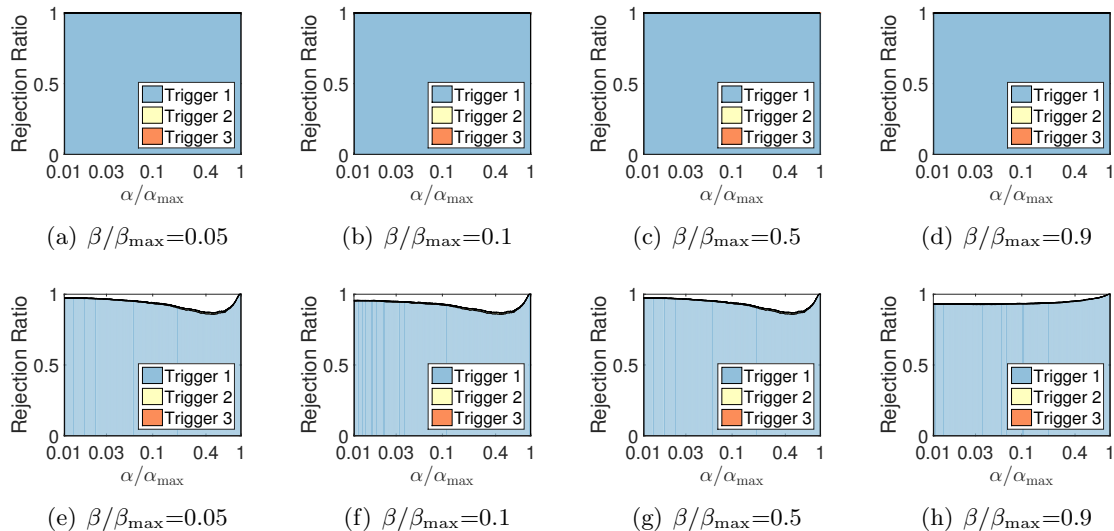 Rejection Ratio
1
0.5
0
Trigger 1
Trigger 2
Trigger 3
0.01 0.03 0.1 0.4 1
α/αmax
(a) β/βmax=0.05
Rejection Ratio
1
0.5
0
Trigger 1
Trigger 2
Trigger 3
0.01 0.03 0.1 0.4 1
α/αmax
(b) β/βmax=0.1
Rejection Ratio
1
0.5
0
Trigger 1
Trigger 2
Trigger 3
0.01 0.03 0.1 0.4 1
α/αmax
(c) β/βmax=0.5
Rejection Ratio
1
0.5
0
Trigger 1
Trigger 2
Trigger 3
0.01 0.03 0.1 0.4 1
α/αmax
(d) β/βmax=0.9
Rejection Ratio
1
0.5
0
Trigger 1
Trigger 2
Trigger 3
0.01 0.03 0.1 0.4 1
α/αmax
(e) β/βmax=0.05
Rejection Ratio
1
0.5
0
Trigger 1
Trigger 2
Trigger 3
0.01 0.03 0.1 0.4 1
α/αmax
(f) β/βmax=0.1
Rejection Ratio
1
0.5
0
Trigger 1
Trigger 2
Trigger 3
0.01 0.03 0.1 0.4 1
α/αmax
(g) β/βmax=0.5
Rejection Ratio
1
0.5
0
Trigger 1
Trigger 2
Trigger 3
0.01 0.03 0.1 0.4 1
α/αmax
(h) β/βmax=0.9